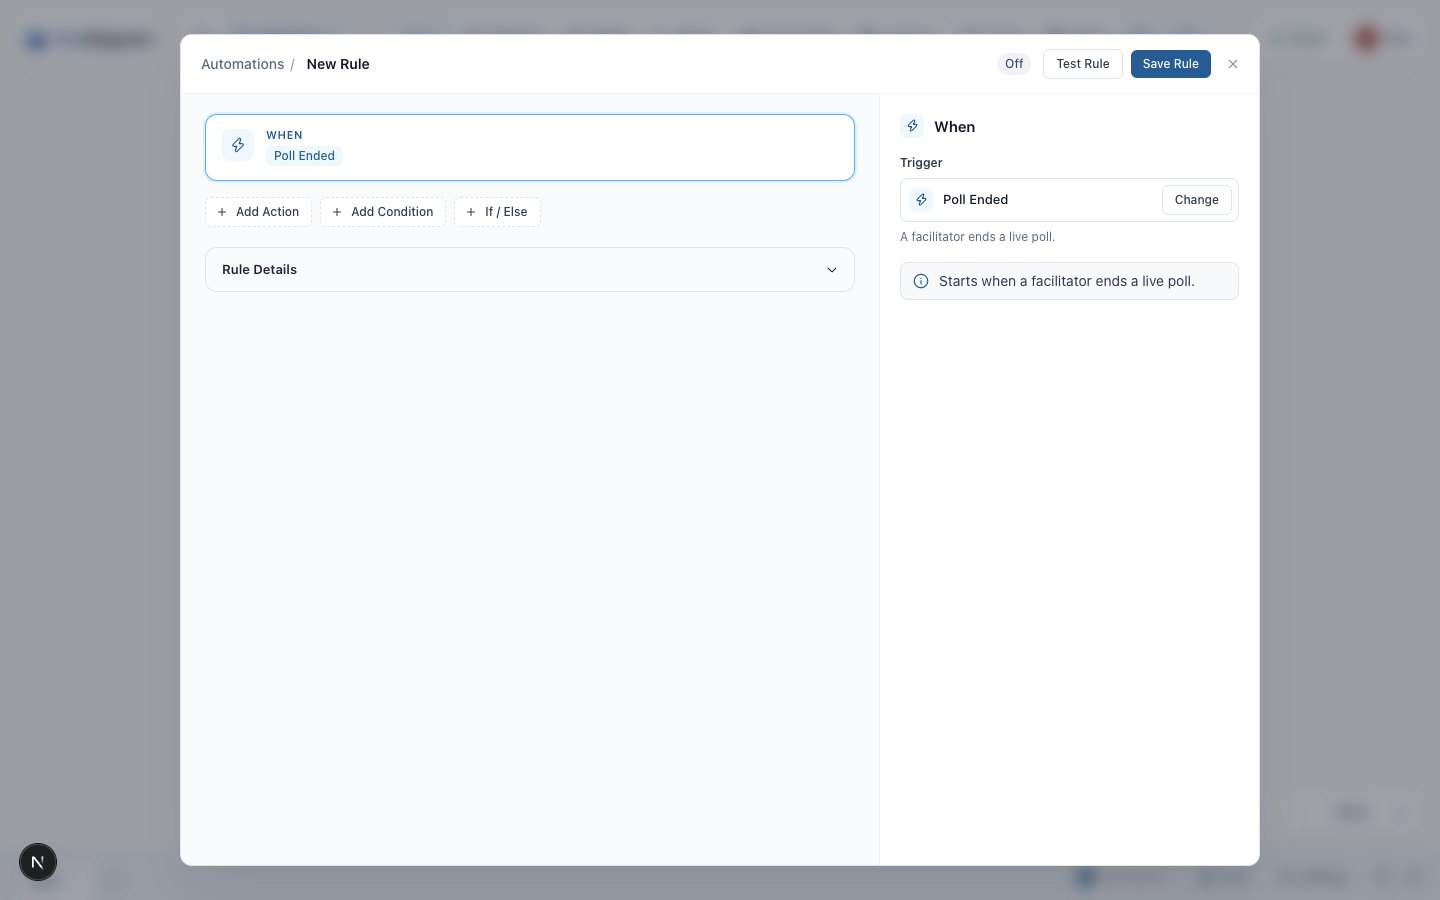 Automations / New Rule
Off
Test Rule
Save Rule
WHEN
Poll Ended
Add Action
Add Condition
If / Else
Rule Details
When
Trigger
Poll Ended
Change
A facilitator ends a live poll.
Starts when a facilitator ends a live poll.
N